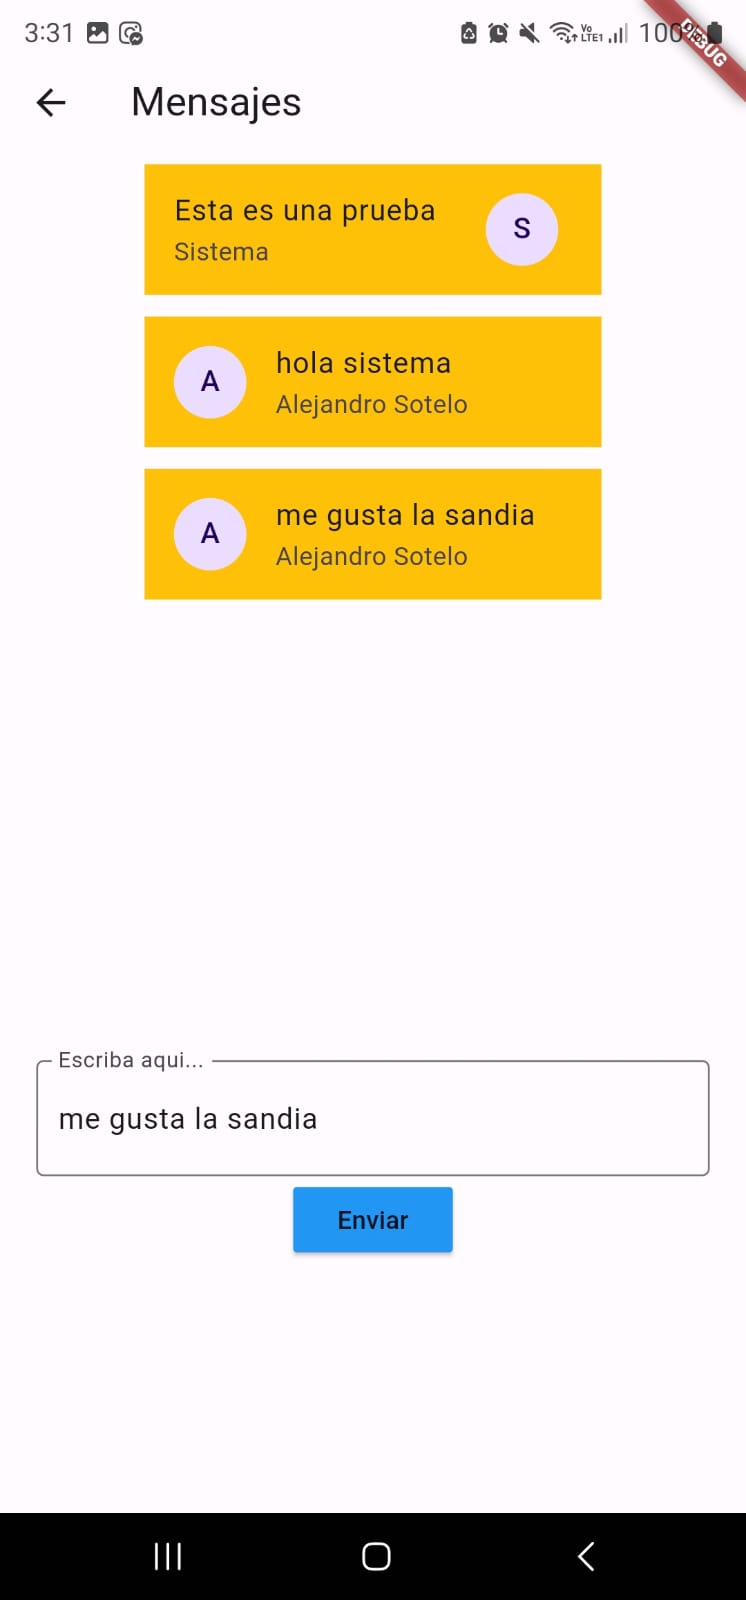 3:31
Vo
LTE1
100%
DEBUG
Mensajes
Esta es una prueba
Sistema
S
A
hola sistema
Alejandro Sotelo
A
me gusta la sandia
Alejandro Sotelo
Escriba aqui...
me gusta la sandia
Enviar